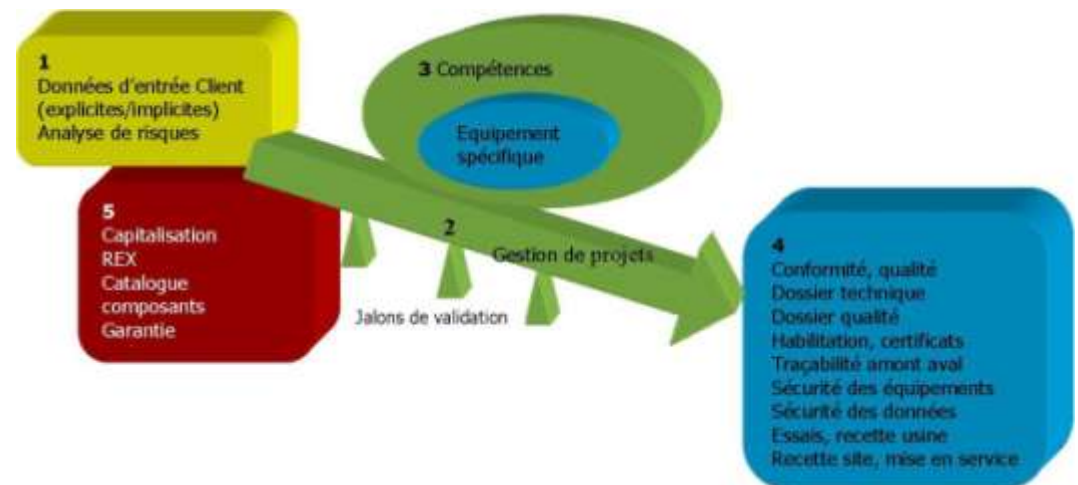 1
Données d'entrée Client
(explicites/implicites)
Analyse de risques
3 Compétences
Equipement
spécifique
5
Capitalisation
REX
Catalogue
composants
Garantie
2
Gestion de projets
Jalons de validation
4
Conformité, qualité
Dossier technique
Dossier qualité
Habilitation, certificats
Traçabilité amont aval
Sécurité des équipements
Sécurité des données
Essais, recette usine
Recette site, mise en service